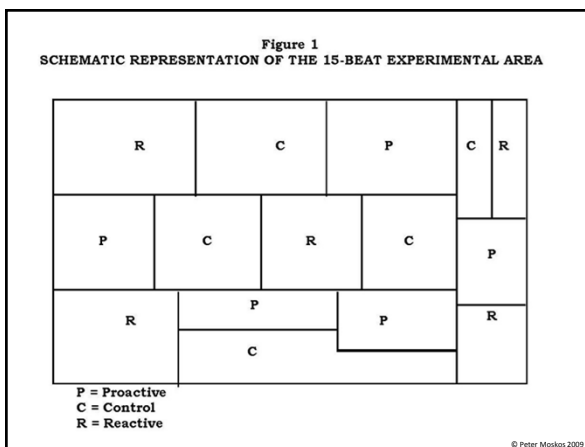 Figure 1
SCHEMATIC REPRESENTATION OF THE 15-BEAT EXPERIMENTAL AREA
R C P C R
P C R C P
R P P R
C
P = Proactive
C = Control
R = Reactive
© Peter Moskos 2009